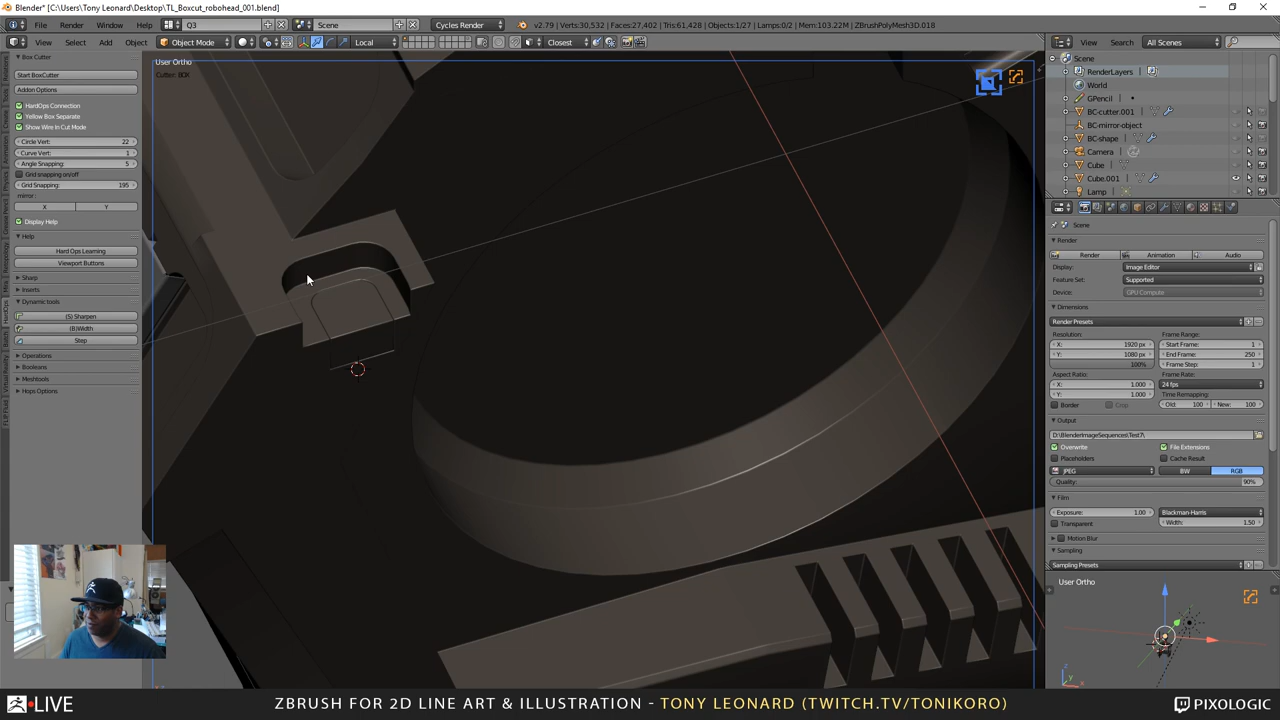 Blender* [C:\Users\Tony Leonard\Desktop\TL_Boxcut_robohead_001.blend]
File Render Window Help Q3 Scene Cycles Render v2.79 | Verts:30,532 | Faces:27,402 | Tris:61,428 | Objects:1/27 | Lamps:0/2 | Mem:103.22M | ZBrushPolyMesh3D.018
View Select Add Object Object Mode Local Closest View Search All Scenes
Box Cutter
Start BoxCutter
Addon Options
HardOps Connection
Yellow Box Separate
Show Wire In Cut Mode
Circle Vert: 22
Curve Vert: 1
Angle Snapping: 5
Grid snapping on/off
Grid Snapping: 195
mirror:
X Y
Display Help
Help
Hard Ops Learning
Viewport Buttons
Sharp
Inserts
Dynamic tools
(S) Sharpen
(B)Width
Step
Operations
Booleans
Meshtools
Hops Options
User Ortho
Cutter: BOX
Scene
RenderLayers
World
GPencil
BC-cutter.001
BC-mirror-object
BC-shape
Camera
Cube
Cube.001
Lamp
Scene
Render
Render Animation Audio
Display: Image Editor
Feature Set: Supported
Device: GPU Compute
Dimensions
Render Presets
Resolution: Frame Range:
X: 1920 px Start Frame: 1
Y: 1080 px End Frame: 250
100% Frame Step: 1
Aspect Ratio: Frame Rate:
X: 1.000 24 fps
Y: 1.000 Time Remapping:
Border Crop Old: 100 New: 100
Output
D:\BlenderImageSequences\Test7\
Overwrite File Extensions
Placeholders Cache Result
JPEG BW RGB
Quality: 90%
Film
Exposure: 1.00 Blackman-Harris
Transparent Width: 1.50
Motion Blur
Sampling
Sampling Presets
User Ortho
LIVE ZBRUSH FOR 2D LINE ART & ILLUSTRATION - TONY LEONARD (TWITCH.TV/TONIKORO) PIXOLOGIC